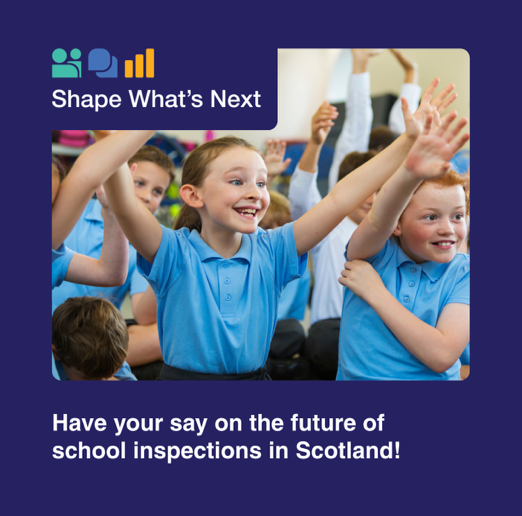 Shape What's Next
Have your say on the future of
school inspections in Scotland!